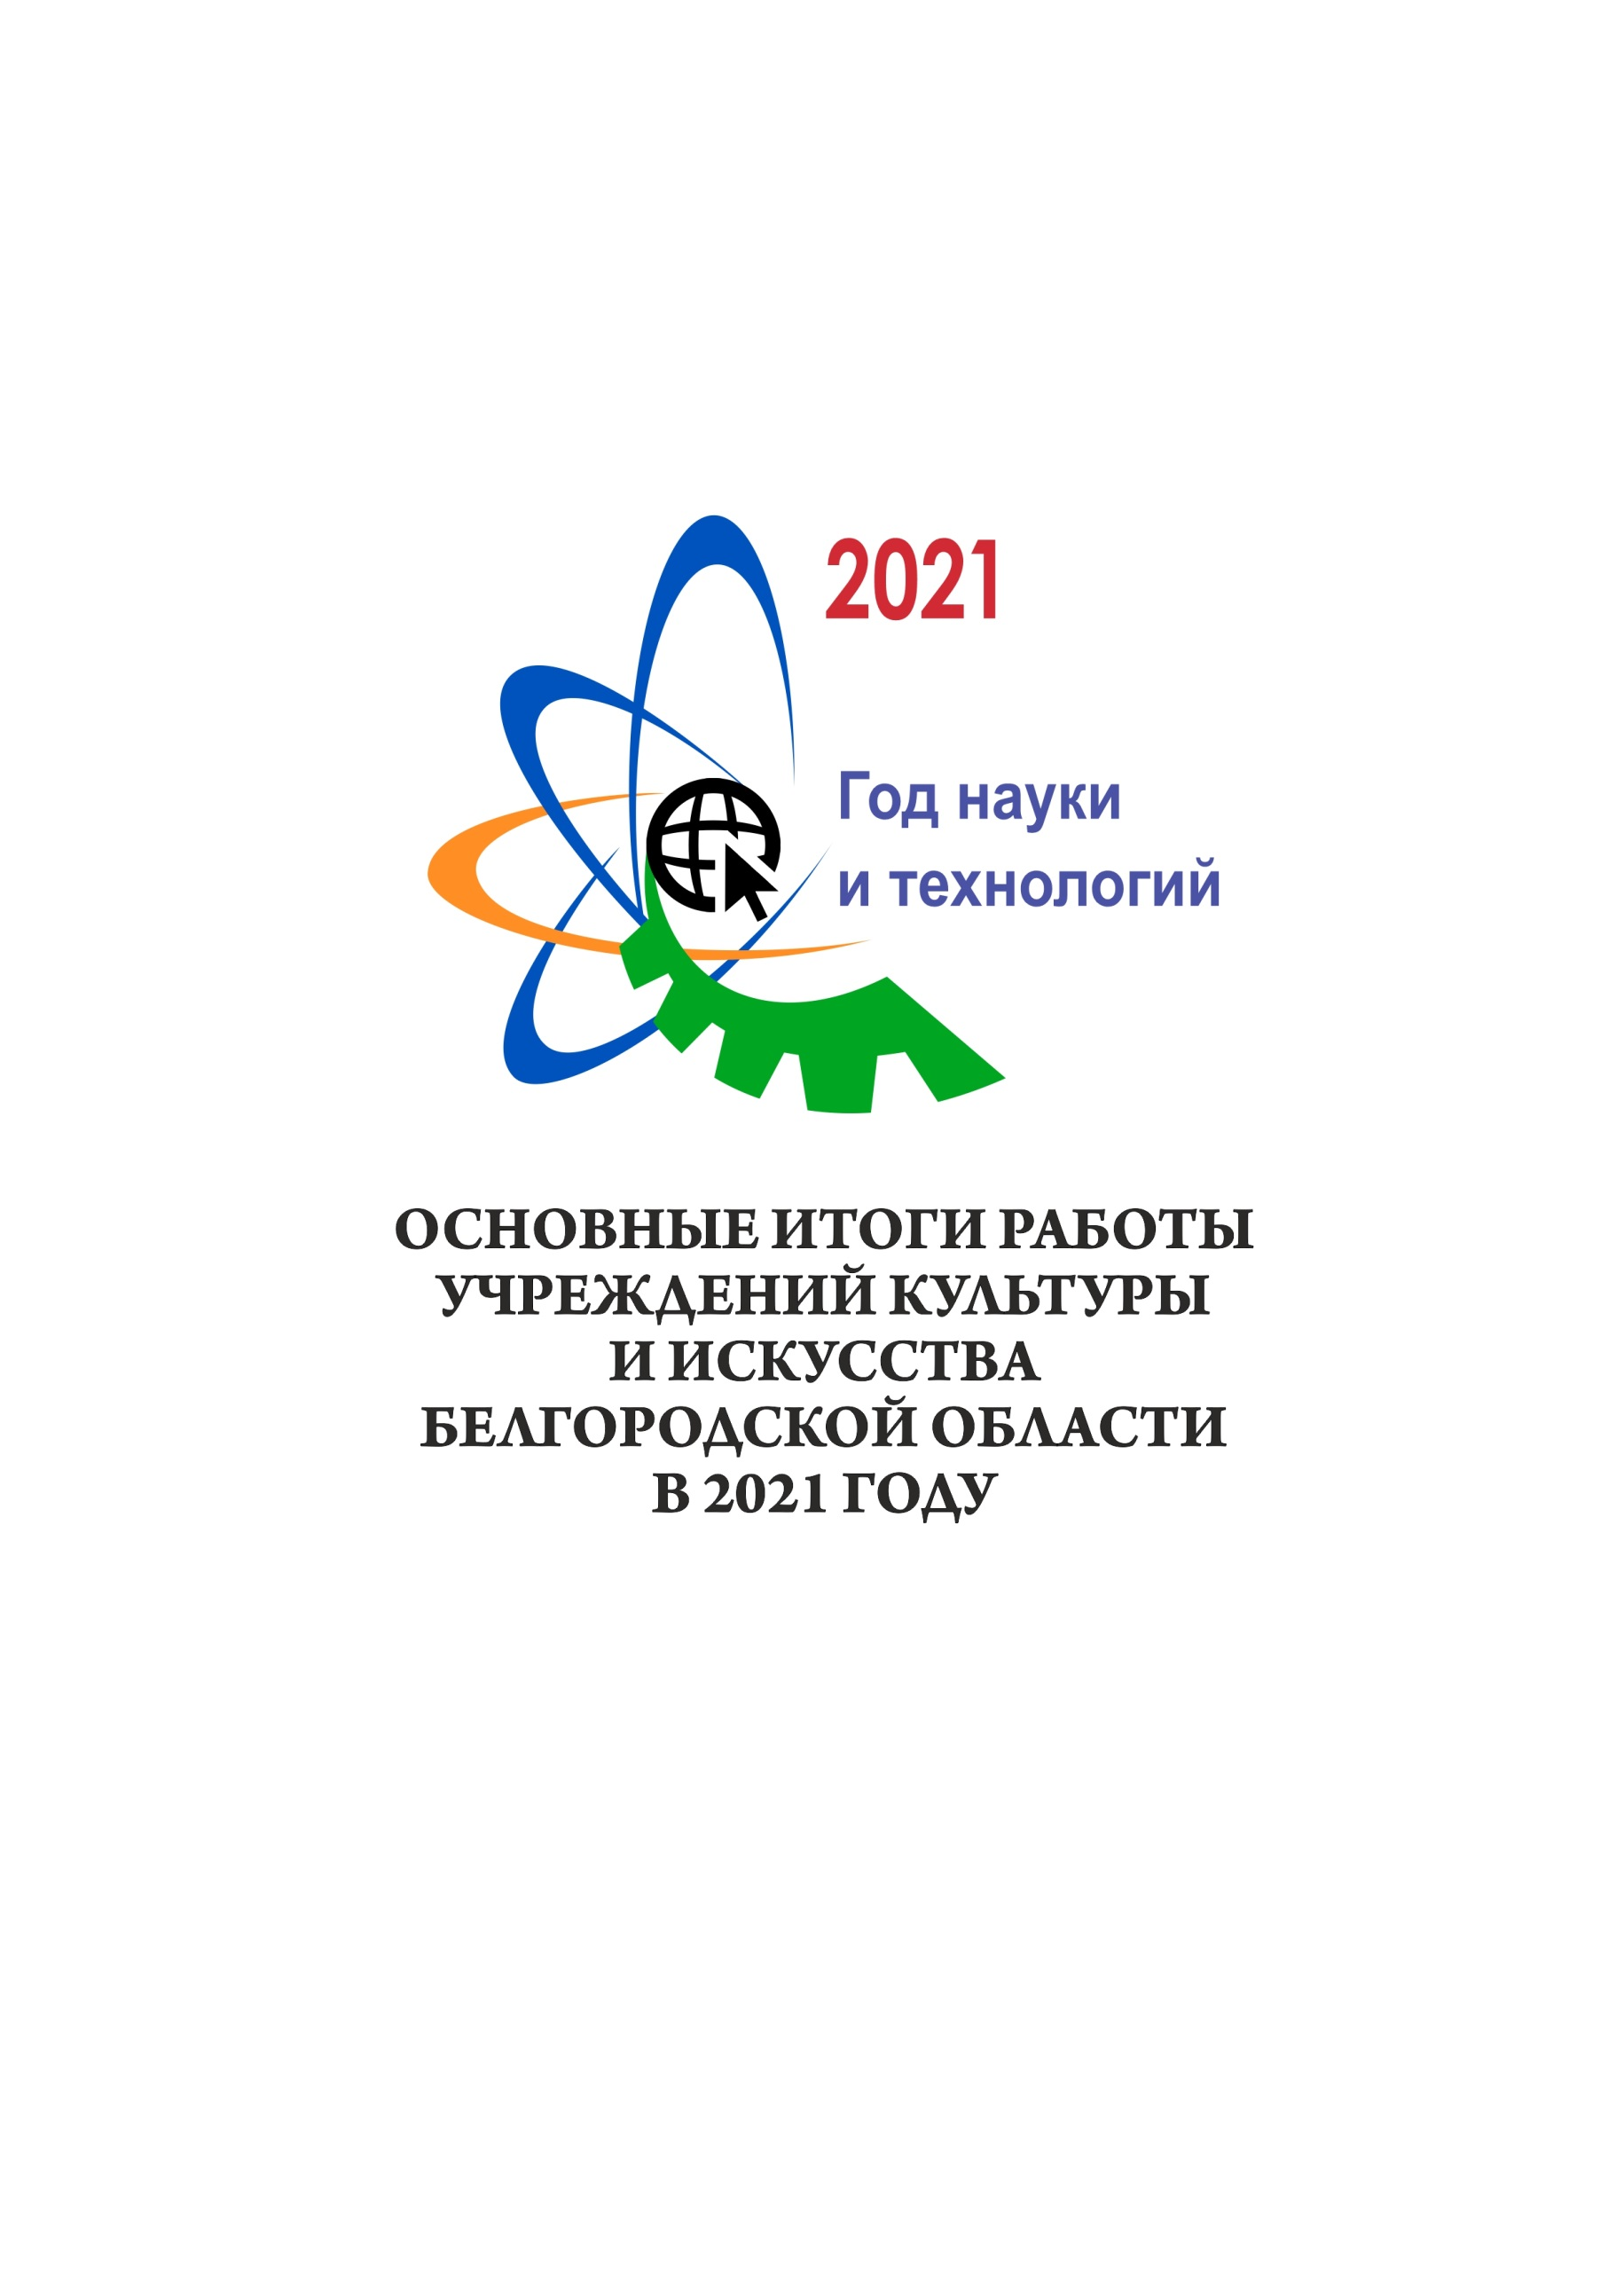 2021
Год науки
и технологий
ОСНОВНЫЕ ИТОГИ РАБОТЫ
УЧРЕЖДЕНИЙ КУЛЬТУРЫ
И ИСКУССТВА
БЕЛГОРОДСКОЙ ОБЛАСТИ
В 2021 ГОДУ